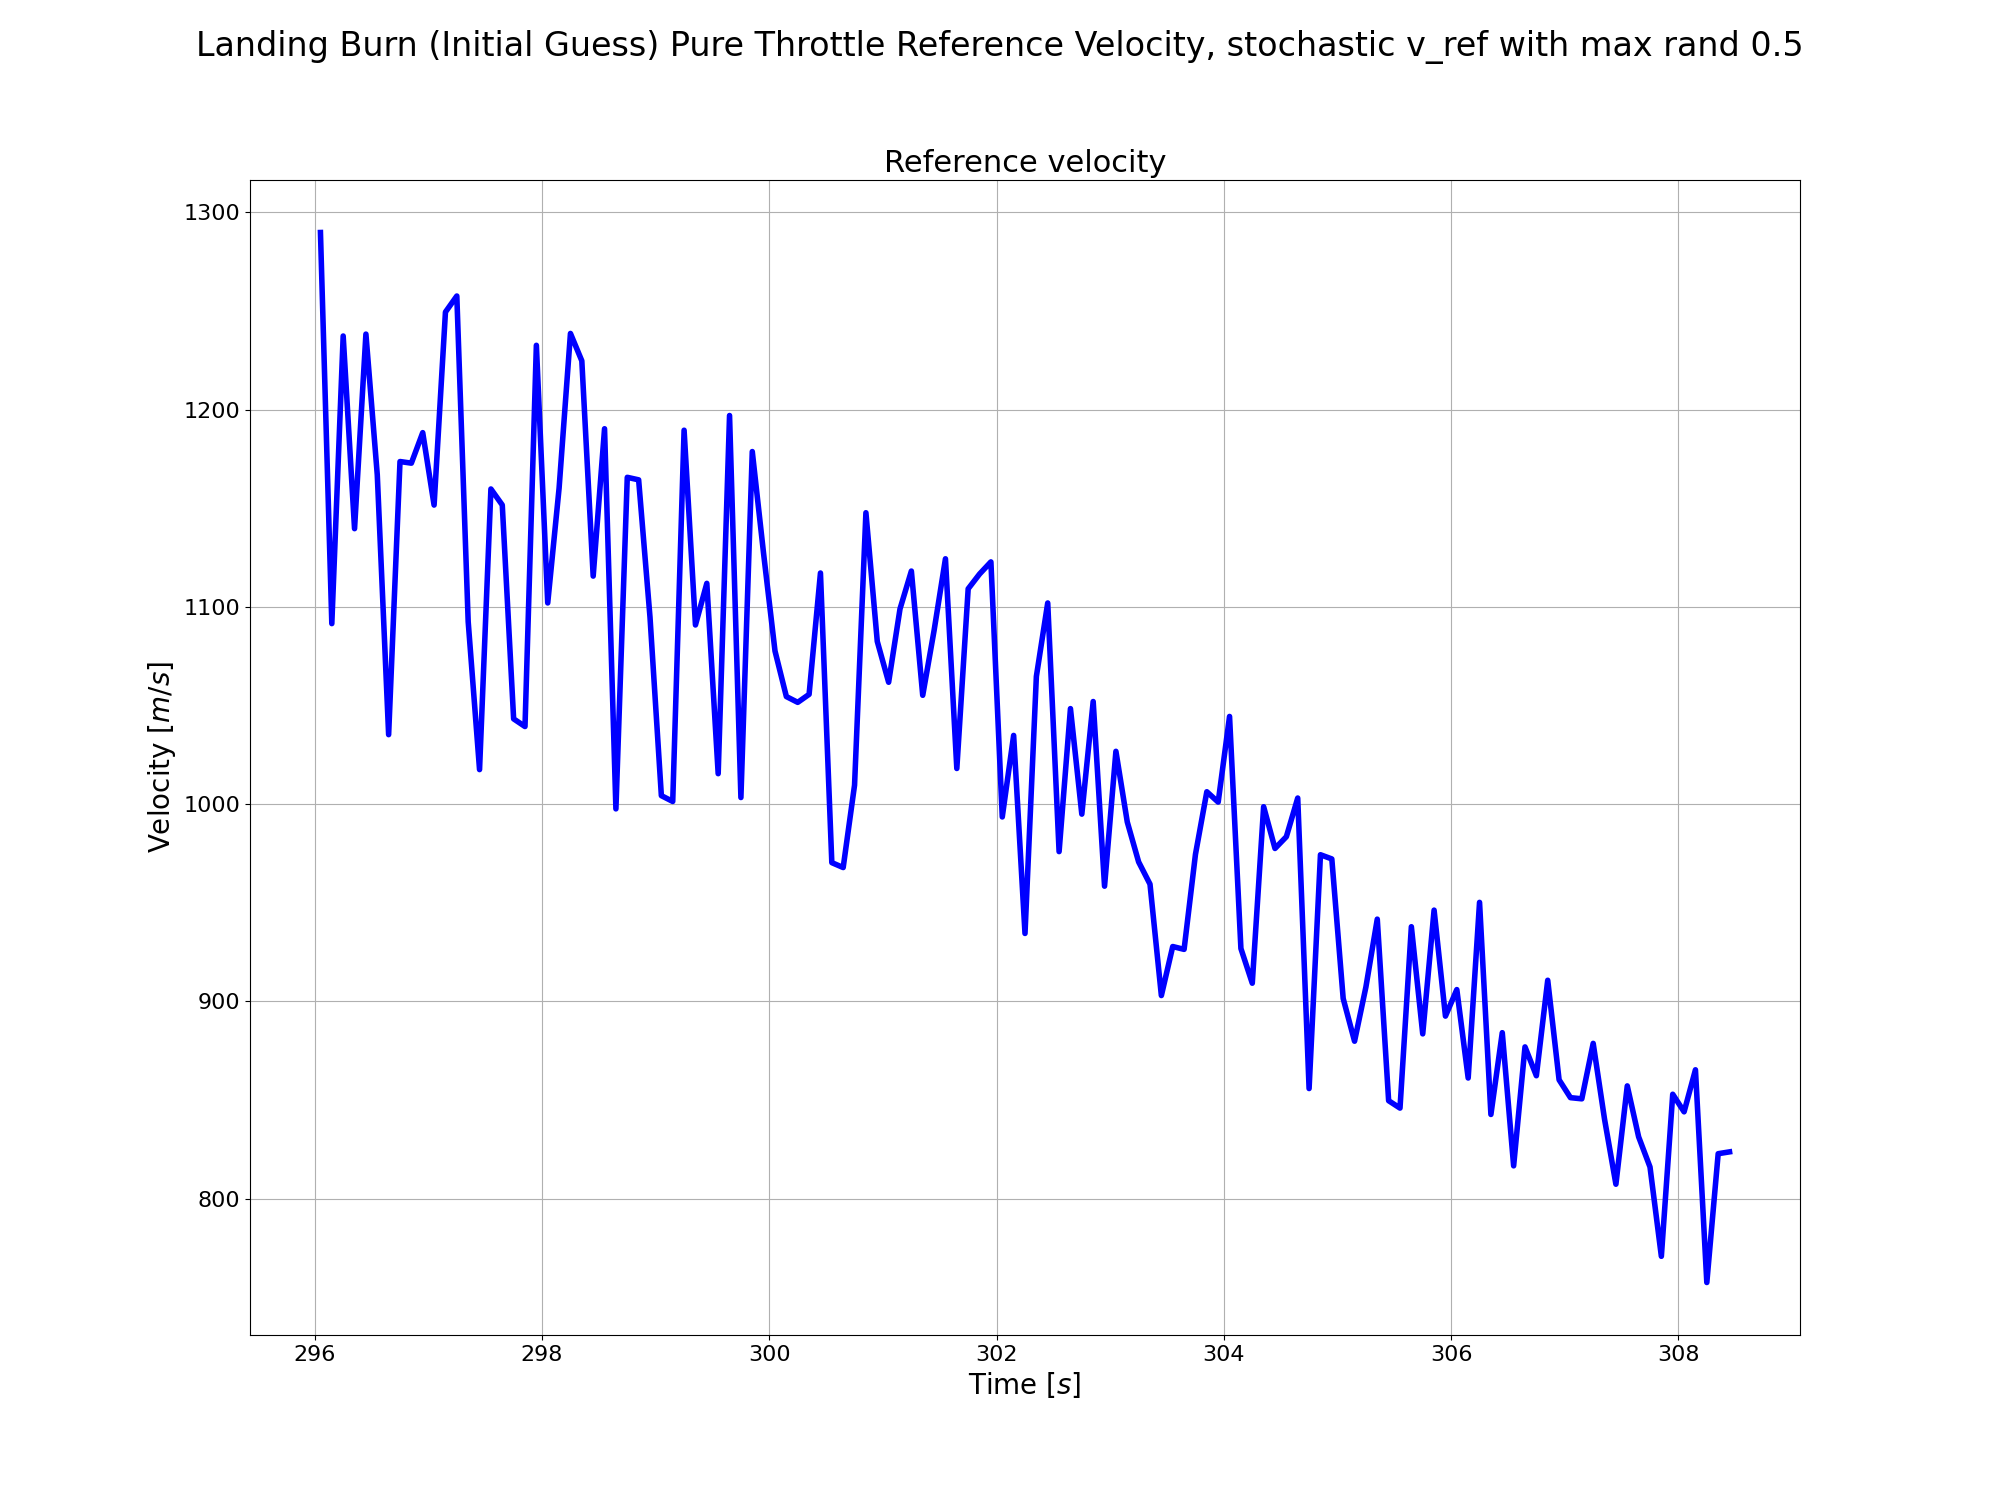 Landing Burn (Initial Guess) Pure Throttle Reference Velocity, stochastic v_ref with max rand 0.5
Reference velocity
1300
1200
1100
1000
900
800
Velocity [m/s]
296 298 300 302 304 306 308
Time [s]